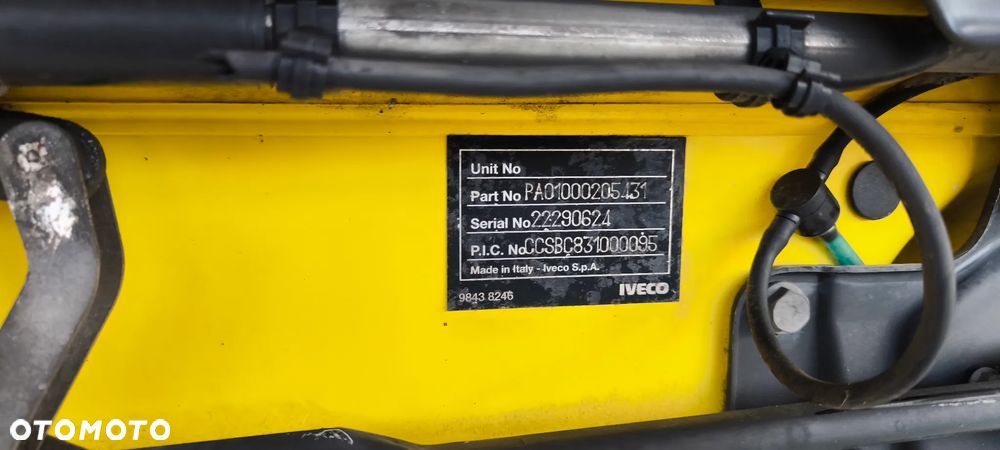 Unit No
Part No PA01000205431
Serial No 22290624
P.I.C. No CCSBC831000095
Made in Italy - Iveco S.p.A.
9843 8246 IVECO
OTOMOTO